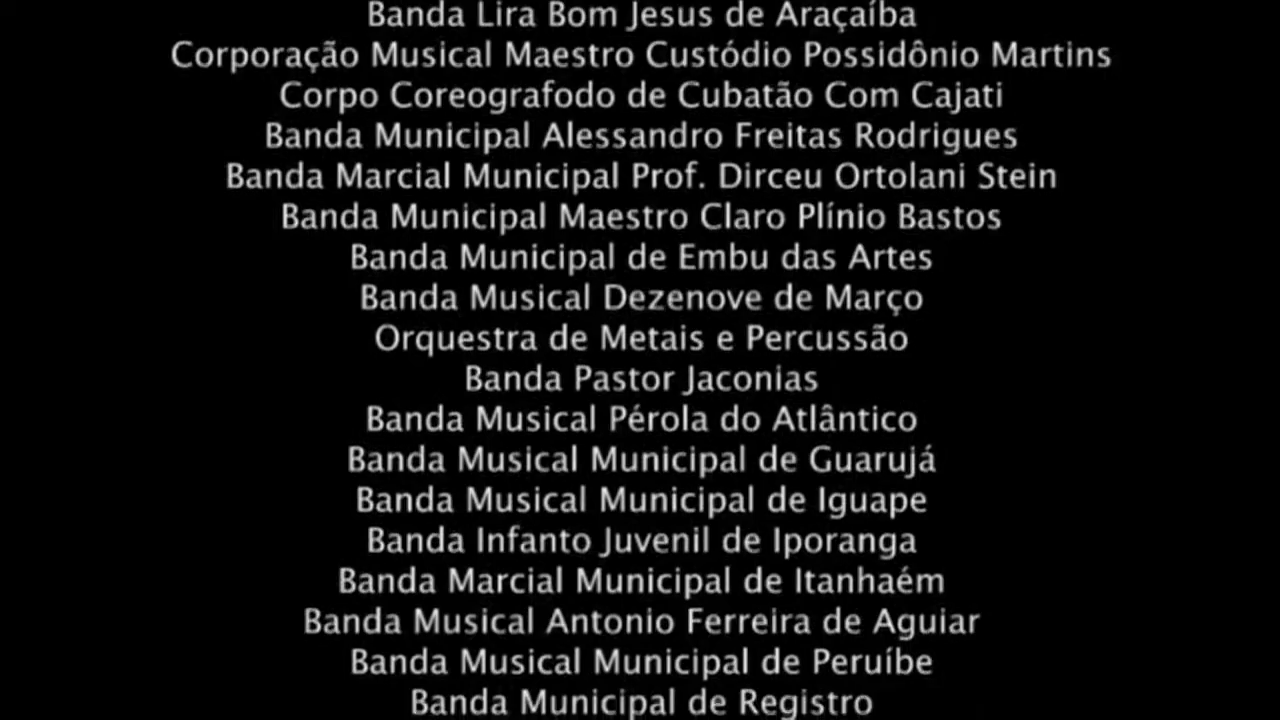 Banda Lira Bom Jesus de Araçaíba
Corporação Musical Maestro Custódio Possidônio Martins
Corpo Coreografodo de Cubatão Com Cajati
Banda Municipal Alessandro Freitas Rodrigues
Banda Marcial Municipal Prof. Dirceu Ortolani Stein
Banda Municipal Maestro Claro Plínio Bastos
Banda Municipal de Embu das Artes
Banda Musical Dezenove de Março
Orquestra de Metais e Percussão
Banda Pastor Jaconias
Banda Musical Pérola do Atlântico
Banda Musical Municipal de Guarujá
Banda Musical Municipal de Iguape
Banda Infanto Juvenil de Iporanga
Banda Marcial Municipal de Itanhaém
Banda Musical Antonio Ferreira de Aguiar
Banda Musical Municipal de Peruíbe
Banda Municipal de Registro